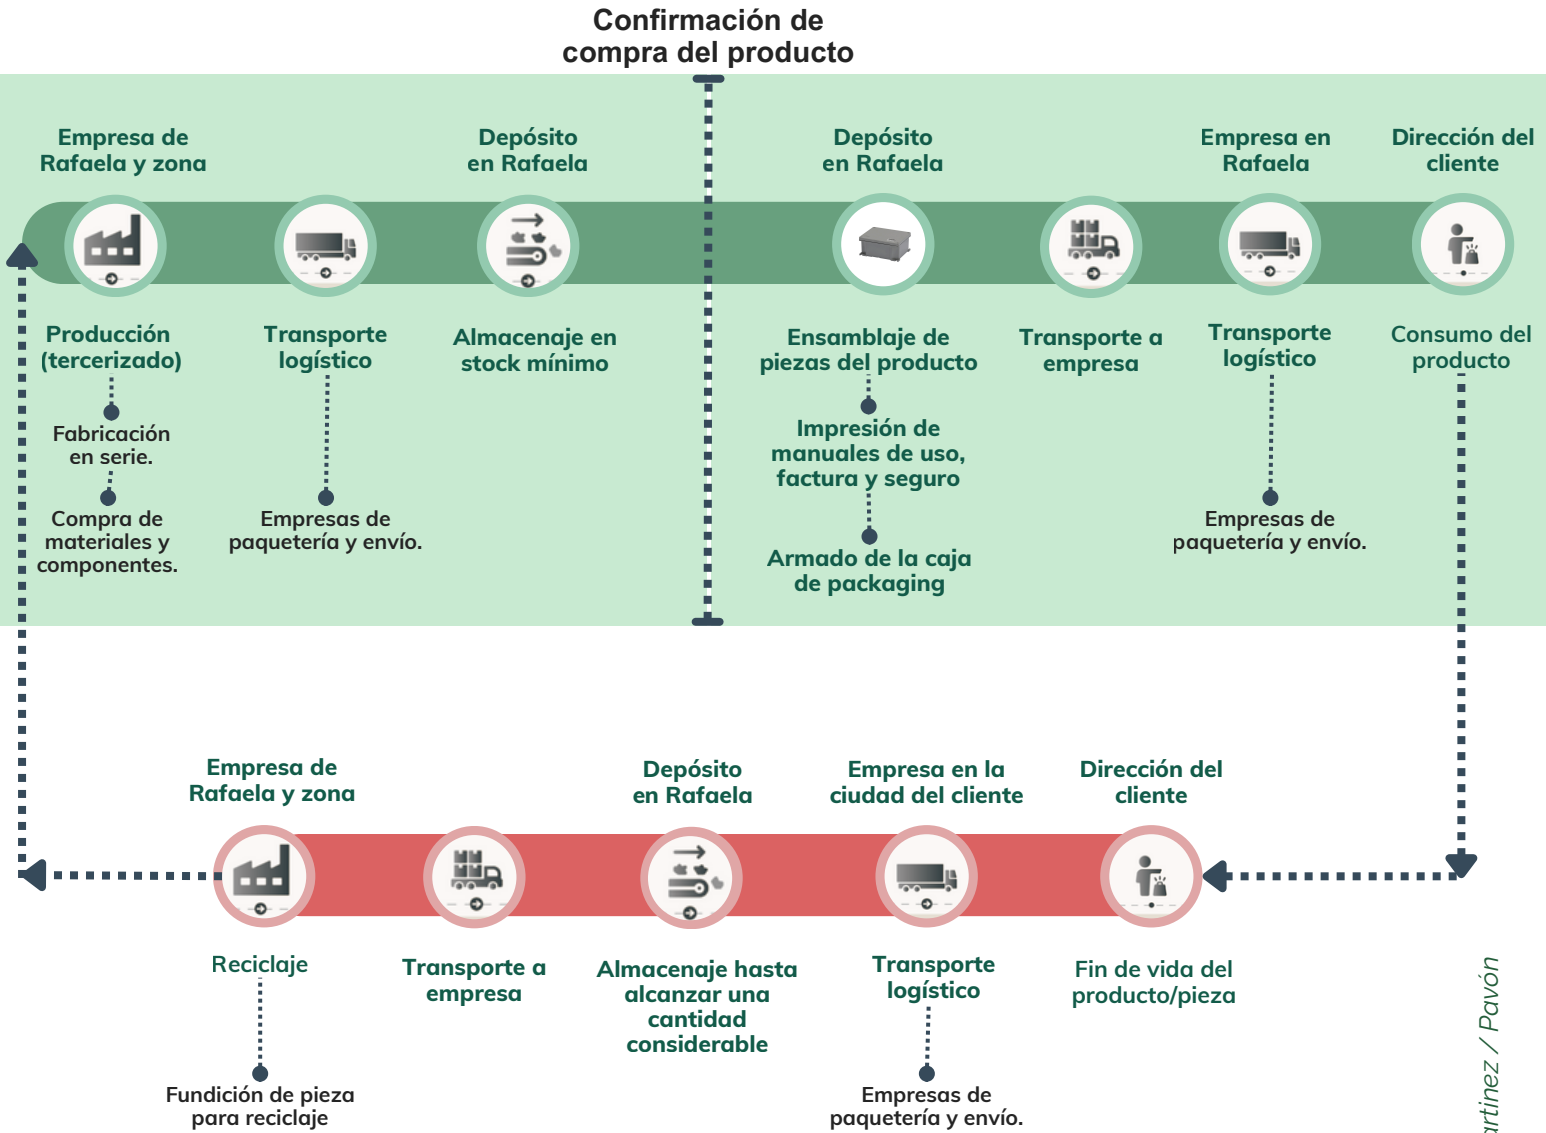 Confirmación de
compra del producto
Empresa de
Rafaela y zona
Depósito
en Rafaela
Depósito
en Rafaela
Empresa en
Rafaela
Dirección del
cliente
Producción
(tercerizado)
Transporte
logístico
Almacenaje en
stock mínimo
Ensamblaje de
piezas del producto
Transporte a
empresa
Transporte
logístico
Consumo del
producto
Fabricación
en serie.
Compra de
materiales y
componentes.
Empresas de
paquetería y envío.
Impresión de
manuales de uso,
factura y seguro
Armado de la caja
de packaging
Empresas de
paquetería y envío.
Empresa de
Rafaela y zona
Depósito
en Rafaela
Empresa en la
ciudad del cliente
Dirección del
cliente
Reciclaje
Transporte a
empresa
Almacenaje hasta
alcanzar una
cantidad
considerable
Transporte
logístico
Fin de vida del
producto/pieza
Fundición de pieza
para reciclaje
Empresas de
paquetería y envío.
/ Pavón